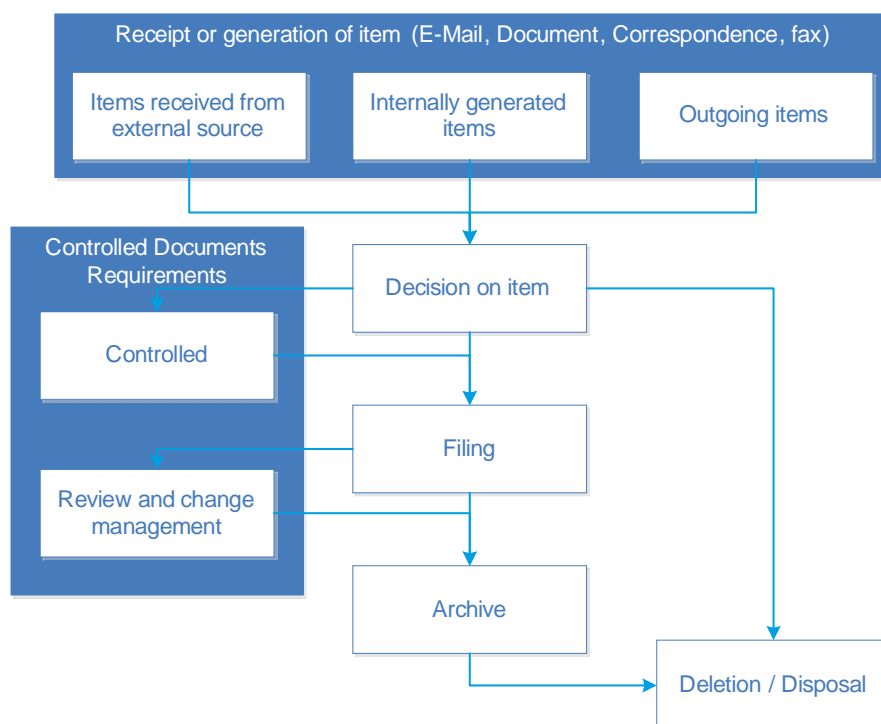 Receipt or generation of item (E-Mail, Document, Correspondence, fax)
Items received from
external source
Internally generated
items
Outgoing items
Controlled Documents
Requirements
Decision on item
Controlled
Filing
Review and change
management
Archive
Deletion / Disposal